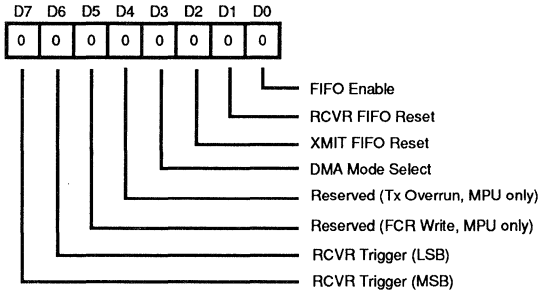 D7 D6 D5 D4 D3 D2 D1 D0
0 0 0 0 0 0 0 0
FIFO Enable
RCVR FIFO Reset
XMIT FIFO Reset
DMA Mode Select
Reserved (Tx Overrun, MPU only)
Reserved (FCR Write, MPU only)
RCVR Trigger (LSB)
RCVR Trigger (MSB)